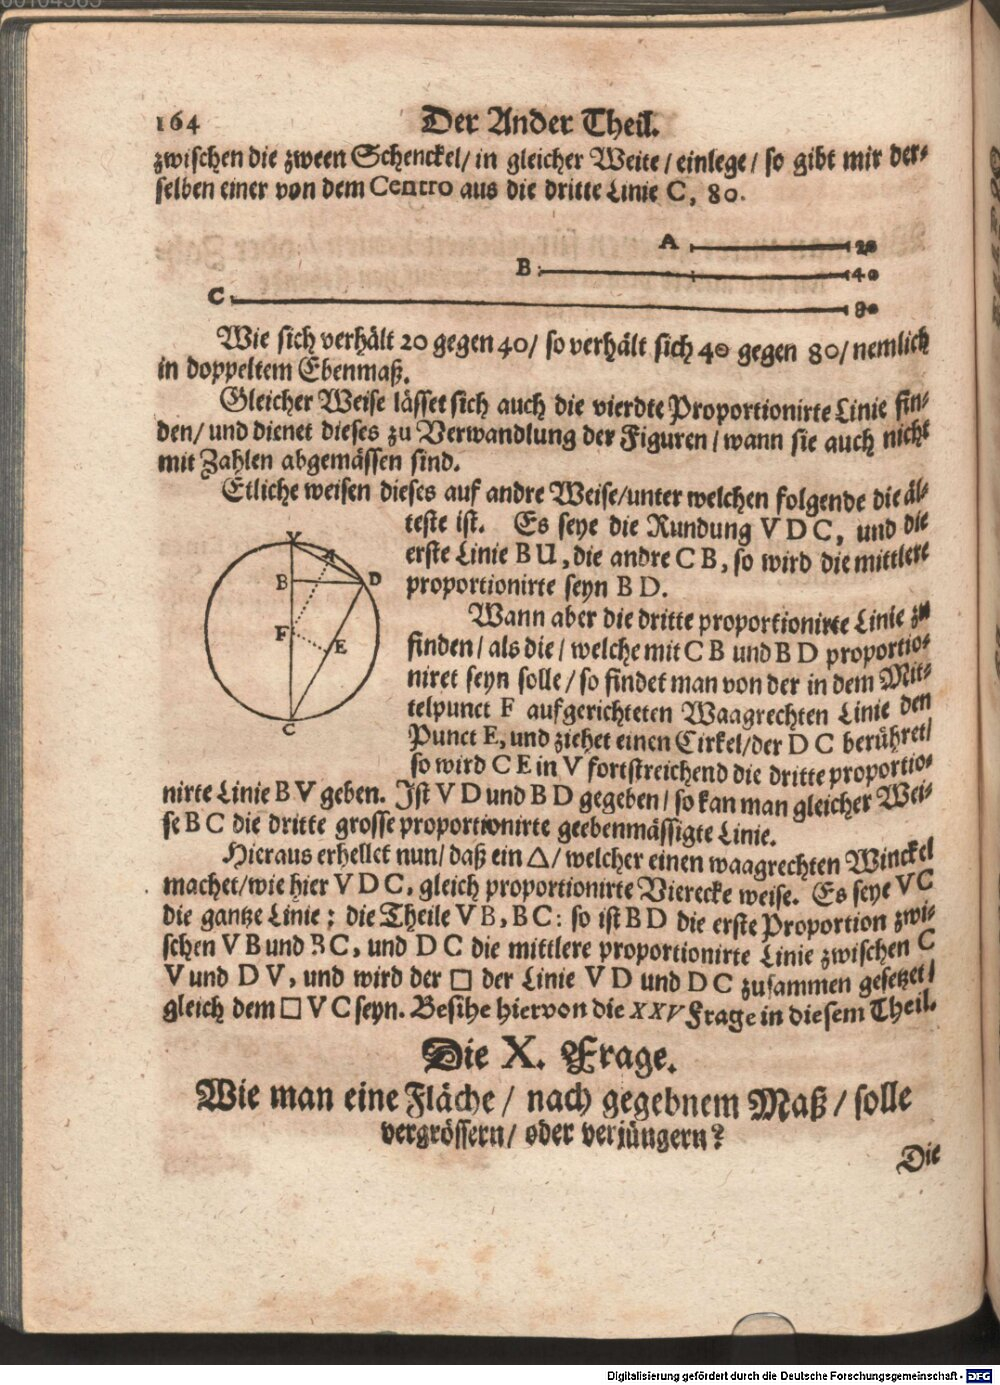 164
Der Ander Theil.
zwischen die zween Schenckel/ in gleicher Weite/ einlege/ so gibt mir der-
selben einer von dem Centro aus die dritte Linie C, 80.
A 20
B 40
C 80
Wie sich verhält 20 gegen 40/ so verhält sich 40 gegen 80/ nemlich
in doppeltem Ebenmaß.
Gleicher Weise lässet sich auch die vierdte Proportionirte Linie fin-
den/ und dienet dieses zu Verwandlung der Figuren/ wann sie auch nicht
mit Zahlen abgemässen sind.
Etliche weisen dieses auf andre Weise/ unter welchen folgende die äl-
teste ist. Es seye die Rundung V D C, und die
erste Linie B U, die andre C B, so wird die mittlere
proportionirte seyn B D.
V
A
B
D
F
E
C
Wann aber die dritte proportionirte Linie zu
finden/ als die/ welche mit C B und B D proportio-
niret seyn solle/ so findet man von der in dem Mit-
telpunct F aufgerichteten Waagrechten Linie den
Punct E, und ziehet einen Cirkel/ der D C berühret/
so wird C E in V fortstreichend die dritte proportio-
nirte Linie B V geben. Ist V D und B D gegeben/ so kan man gleicher Wei-
se B C die dritte grosse proportionirte geebenmässigte Linie.
Hieraus erhellet nun/ daß ein △/ welcher einen waagrechten Winckel
machet/ wie hier V D C, gleich proportionirte Vierecke weise. Es seye V C
die gantze Linie; die Theile V B, B C: so ist B D die erste Proportion zwi-
schen V B und B C, und D C die mittlere proportionirte Linie zwischen C
V und D V, und wird der □ der Linie V D und D C zusammen gesetzet/
gleich dem □ V C seyn. Besihe hiervon die XXV Frage in diesem Theil.
Die X. Frage.
Wie man eine Fläche/ nach gegebnem Maß/ solle
vergrössern/ oder verjüngern?
Die
Digitalisierung gefördert durch die Deutsche Forschungsgemeinschaft - DFG